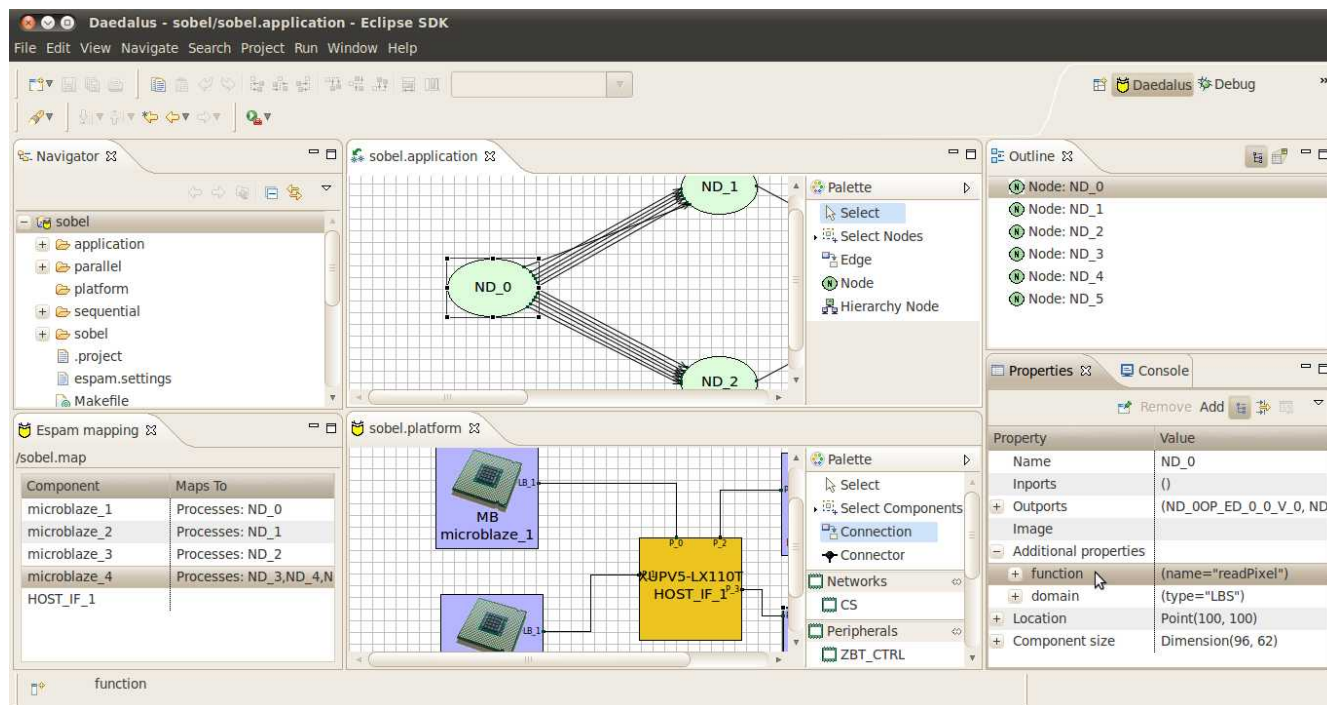 Daedalus - sobel/sobel.application - Eclipse SDK
File Edit View Navigate Search Project Run Window Help
Daedalus Debug
Navigator
sobel
application
parallel
platform
sequential
sobel
.project
espam.settings
Makefile
sobel.application
ND_1
ND_0
ND_2
Palette
Select
Select Nodes
Edge
Node
Hierarchy Node
Outline
Node: ND_0
Node: ND_1
Node: ND_2
Node: ND_3
Node: ND_4
Node: ND_5
Espam mapping
/sobel.map
Component Maps To
microblaze_1 Processes: ND_0
microblaze_2 Processes: ND_1
microblaze_3 Processes: ND_2
microblaze_4 Processes: ND_3,ND_4,N
HOST_IF_1
sobel.platform
LB_1
MB
microblaze_1
P_0 P_2
XUPV5-LX110T
HOST_IF_1
P_3
LB_1
Palette
Select
Select Components
Connection
Connector
Networks
CS
Peripherals
ZBT_CTRL
Properties Console
Remove Add
Property Value
Name ND_0
Inports ()
Outports (ND_0OP_ED_0_0_V_0, ND
Image
Additional properties
function (name="readPixel")
domain (type="LBS")
Location Point(100, 100)
Component size Dimension(96, 62)
function